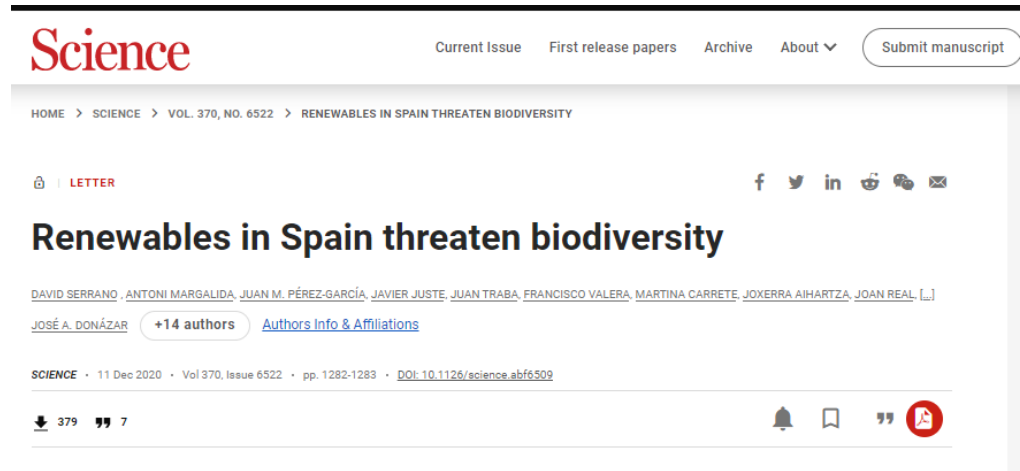 Science
Current Issue First release papers Archive About Submit manuscript
HOME > SCIENCE > VOL. 370, NO. 6522 > RENEWABLES IN SPAIN THREATEN BIODIVERSITY
LETTER
Renewables in Spain threaten biodiversity
DAVID SERRANO , ANTONI MARGALIDA, JUAN M. PÉREZ-GARCÍA, JAVIER JUSTE, JUAN TRABA, FRANCISCO VALERA, MARTINA CARRETE, JOXERRA AIHARTZA, JOAN REAL, [...]
JOSÉ A. DONÁZAR +14 authors Authors Info & Affiliations
SCIENCE • 11 Dec 2020 • Vol 370, Issue 6522 • pp. 1282-1283 • DOI: 10.1126/science.abf6509
379 7